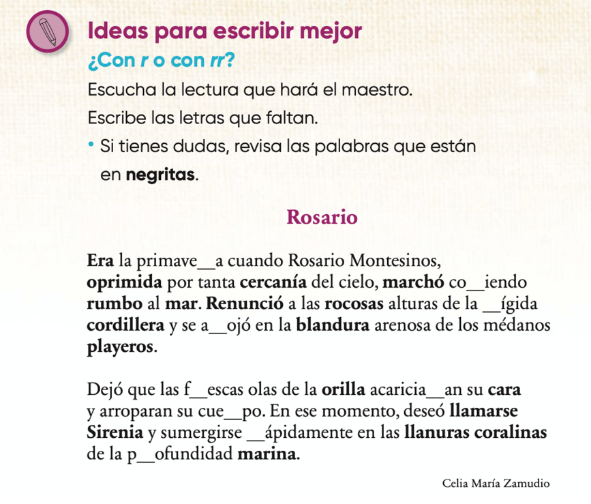 Ideas para escribir mejor
¿Con r o con rr?
Escucha la lectura que hará el maestro.
Escribe las letras que faltan.
• Si tienes dudas, revisa las palabras que están
en negritas.
Rosario
Era la primave__a cuando Rosario Montesinos,
oprimida por tanta cercanía del cielo, marchó co__iendo
rumbo al mar. Renunció a las rocosas alturas de la __ígida
cordillera y se a__ojó en la blandura arenosa de los médanos
playeros.
Dejó que las f__escas olas de la orilla acaricia__an su cara
y arroparan su cue__po. En ese momento, deseó llamarse
Sirenia y sumergirse __ápidamente en las llanuras coralinas
de la p__ofundidad marina.
Celia María Zamudio